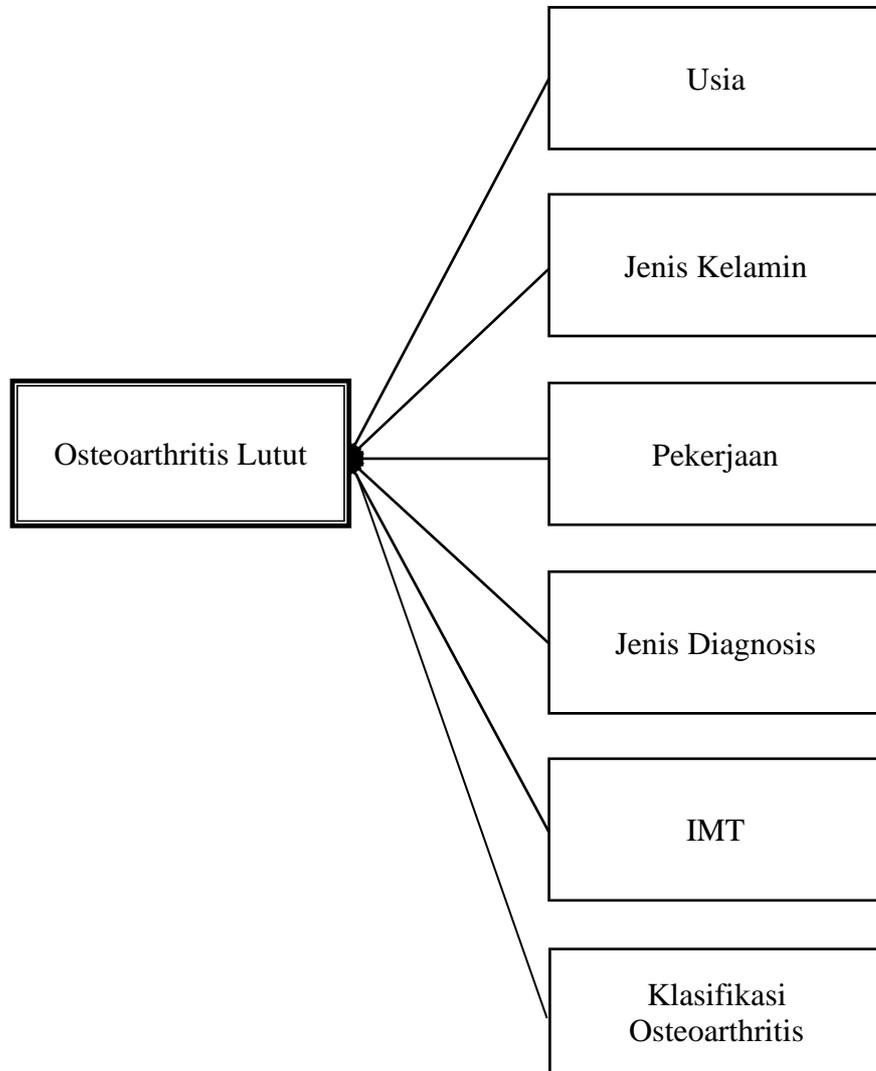 Usia
Jenis Kelamin
Osteoarthritis Lutut
Pekerjaan
Jenis Diagnosis
IMT
Klasifikasi
Osteoarthritis